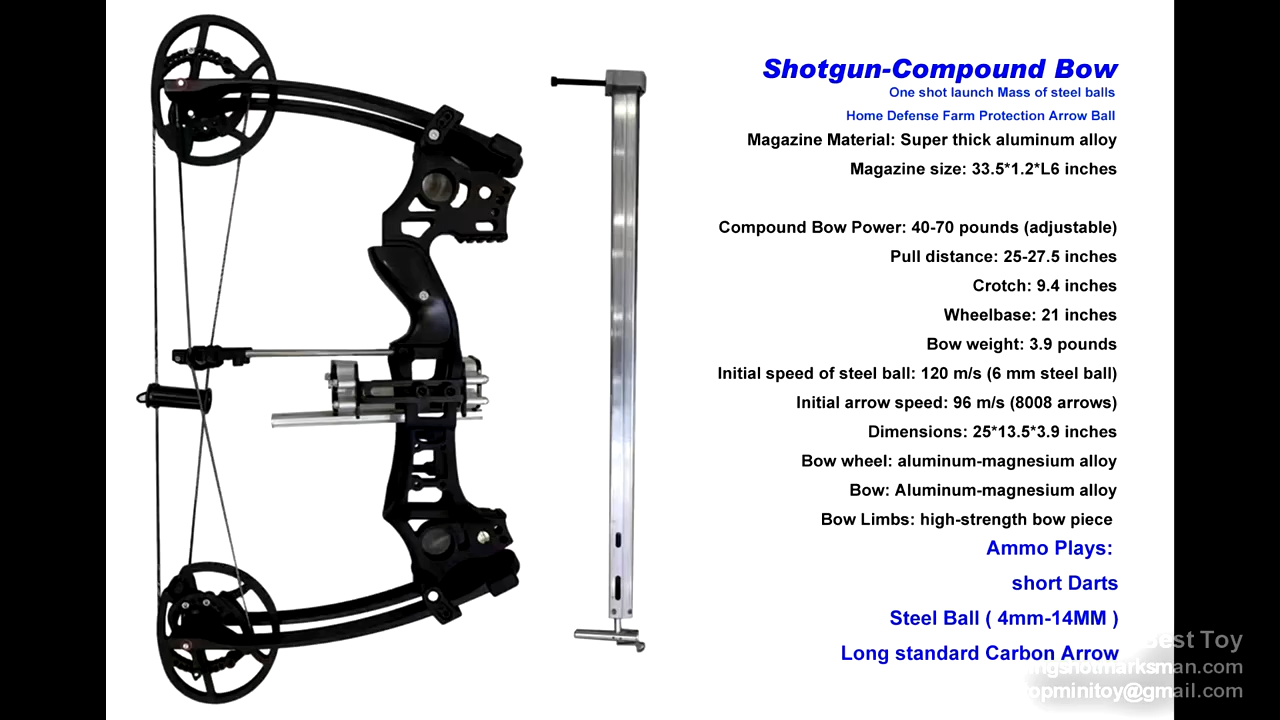 Shotgun-Compound Bow
One shot launch Mass of steel balls
Home Defense Farm Protection Arrow Ball
Magazine Material: Super thick aluminum alloy
Magazine size: 33.5*1.2*L6 inches
Compound Bow Power: 40-70 pounds (adjustable)
Pull distance: 25-27.5 inches
Crotch: 9.4 inches
Wheelbase: 21 inches
Bow weight: 3.9 pounds
Initial speed of steel ball: 120 m/s (6 mm steel ball)
Initial arrow speed: 96 m/s (8008 arrows)
Dimensions: 25*13.5*3.9 inches
Bow wheel: aluminum-magnesium alloy
Bow: Aluminum-magnesium alloy
Bow Limbs: high-strength bow piece
Ammo Plays:
short Darts
Steel Ball ( 4mm-14MM )
Long standard Carbon Arrow
Best Toy
ngshotmarksman.com
opminitoy@gmail.com